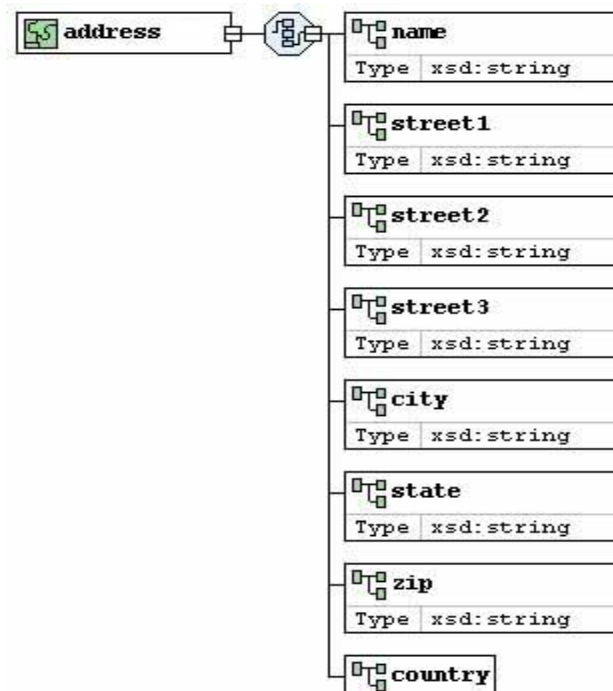 address
name
Type xsd:string
street1
Type xsd:string
street2
Type xsd:string
street3
Type xsd:string
city
Type xsd:string
state
Type xsd:string
zip
Type xsd:string
country